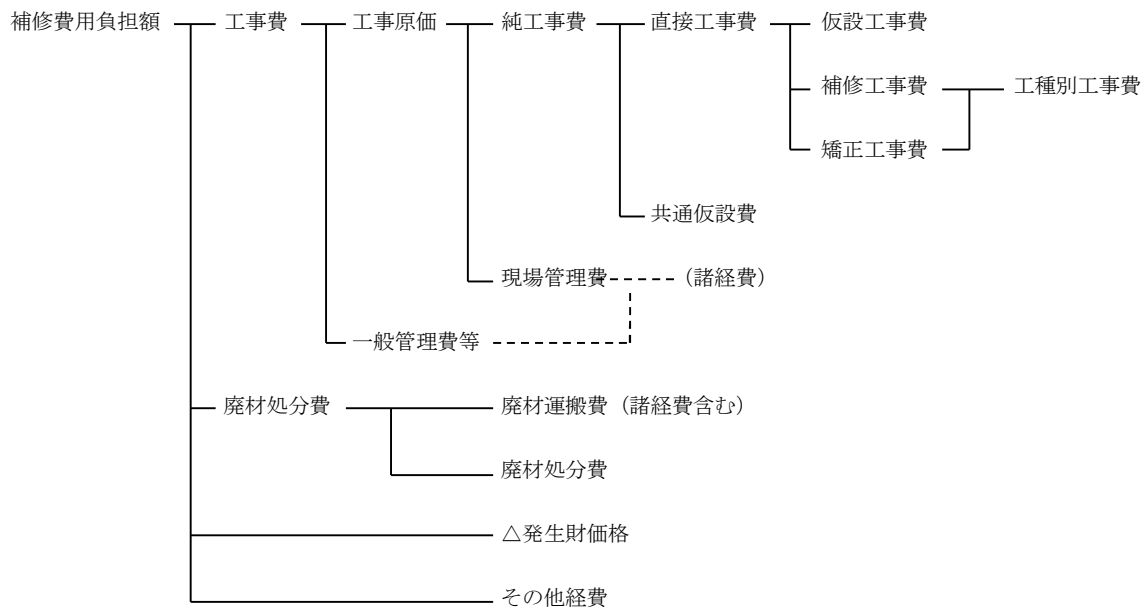 補修費用負担額 工事費 工事原価 純工事費 直接工事費 仮設工事費
補修工事費 工種別工事費
矯正工事費
共通仮設費
現場管理費 (諸経費)
一般管理費等
廃材処分費 廃材運搬費(諸経費含む)
廃材処分費
△発生財価格
その他経費